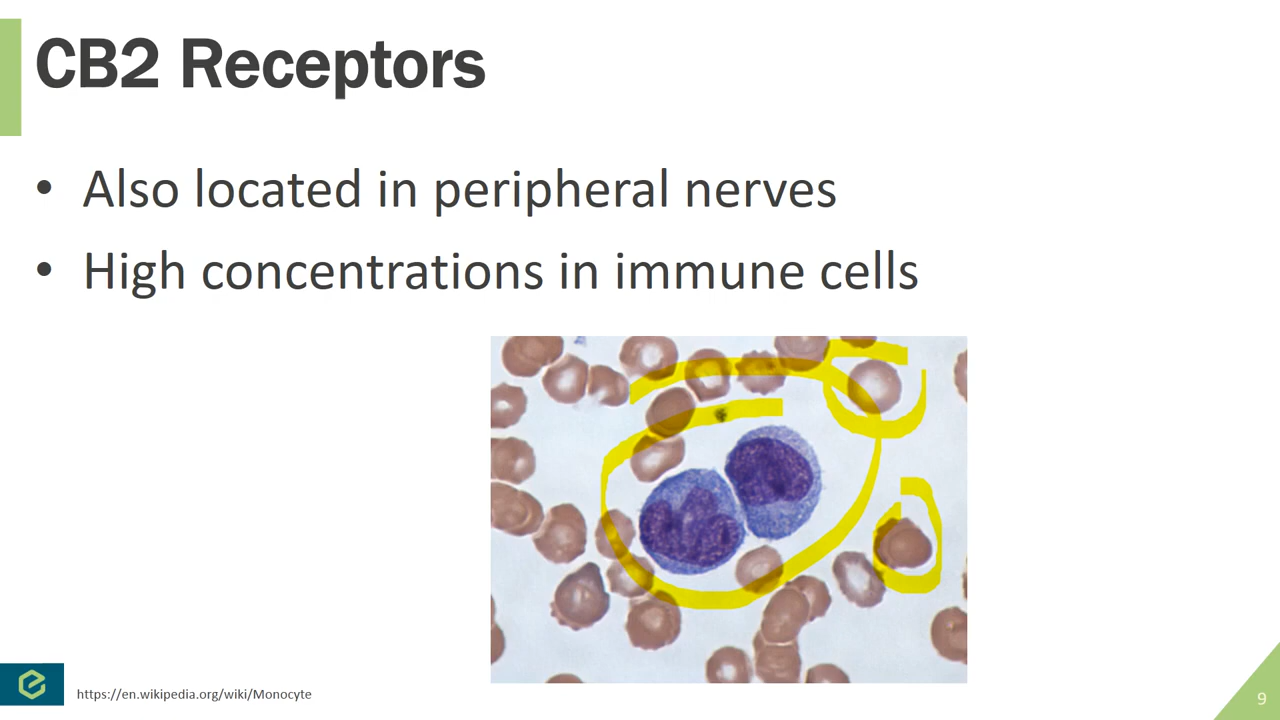 CB2 Receptors
• Also located in peripheral nerves
• High concentrations in immune cells
https://en.wikipedia.org/wiki/Monocyte
9